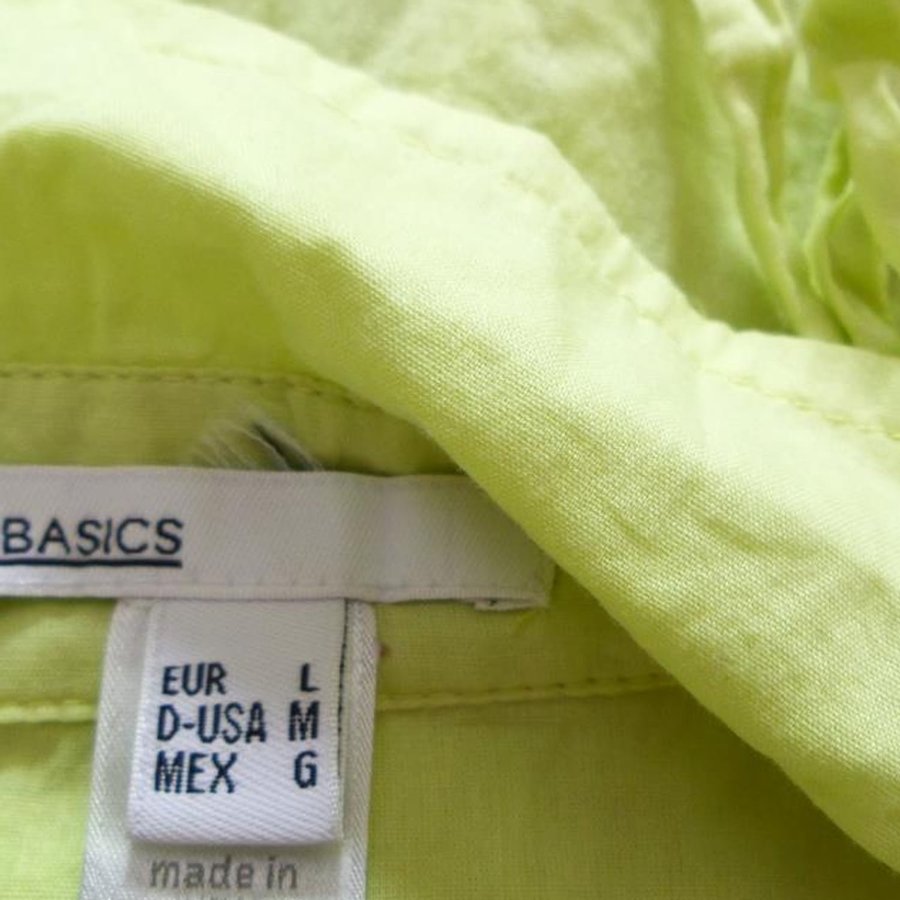 BASICS
EUR L
D-USA M
MEX G
made in